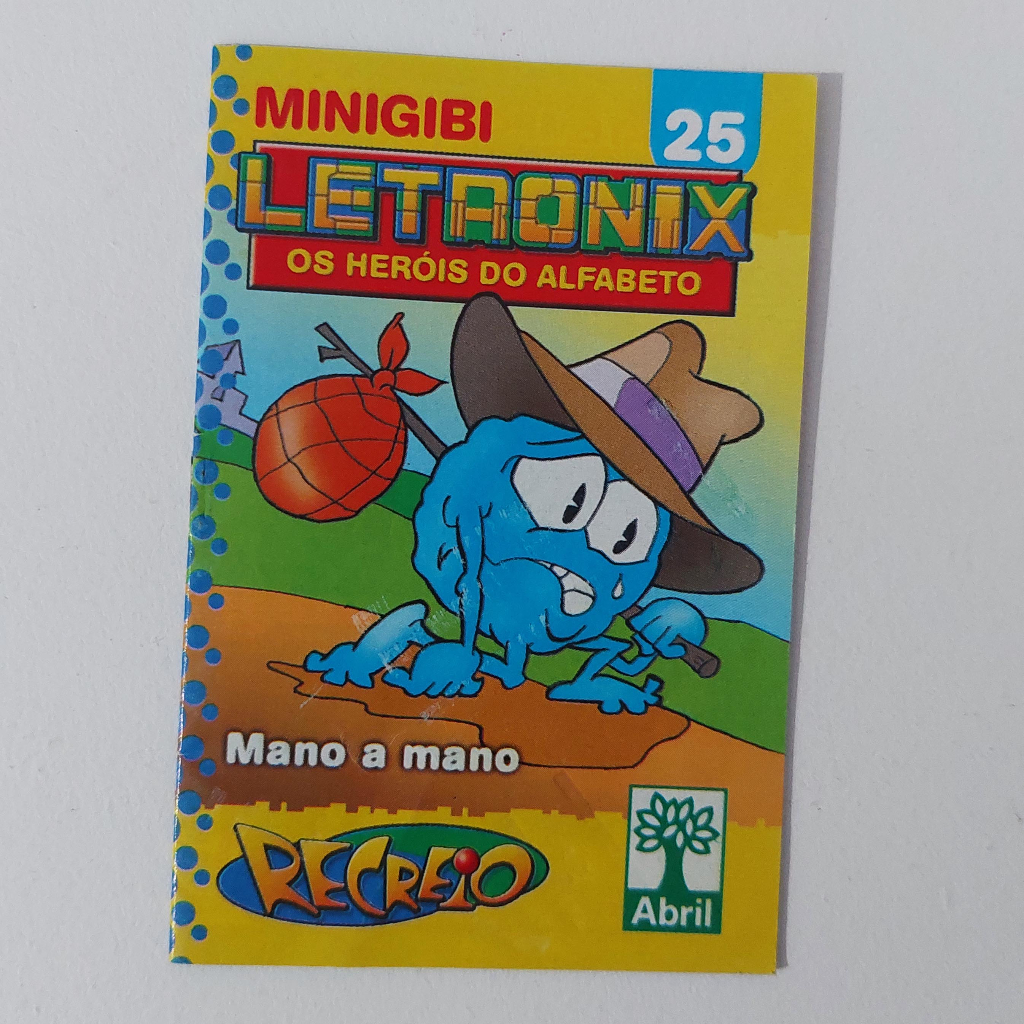 MINIGIBI
25
LETRONIX
OS HERÓIS DO ALFABETO
Mano a mano
RECREIO
Abril